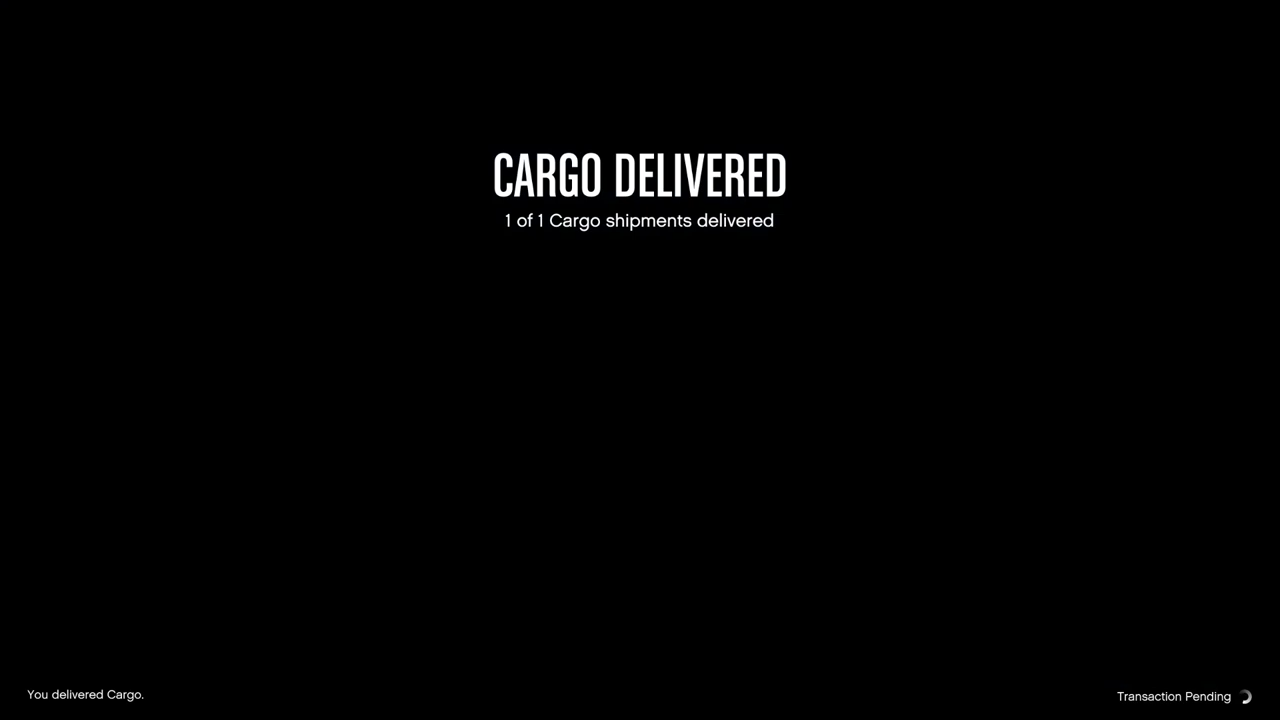 CARGO DELIVERED
1 of 1 Cargo shipments delivered
You delivered Cargo.
Transaction Pending